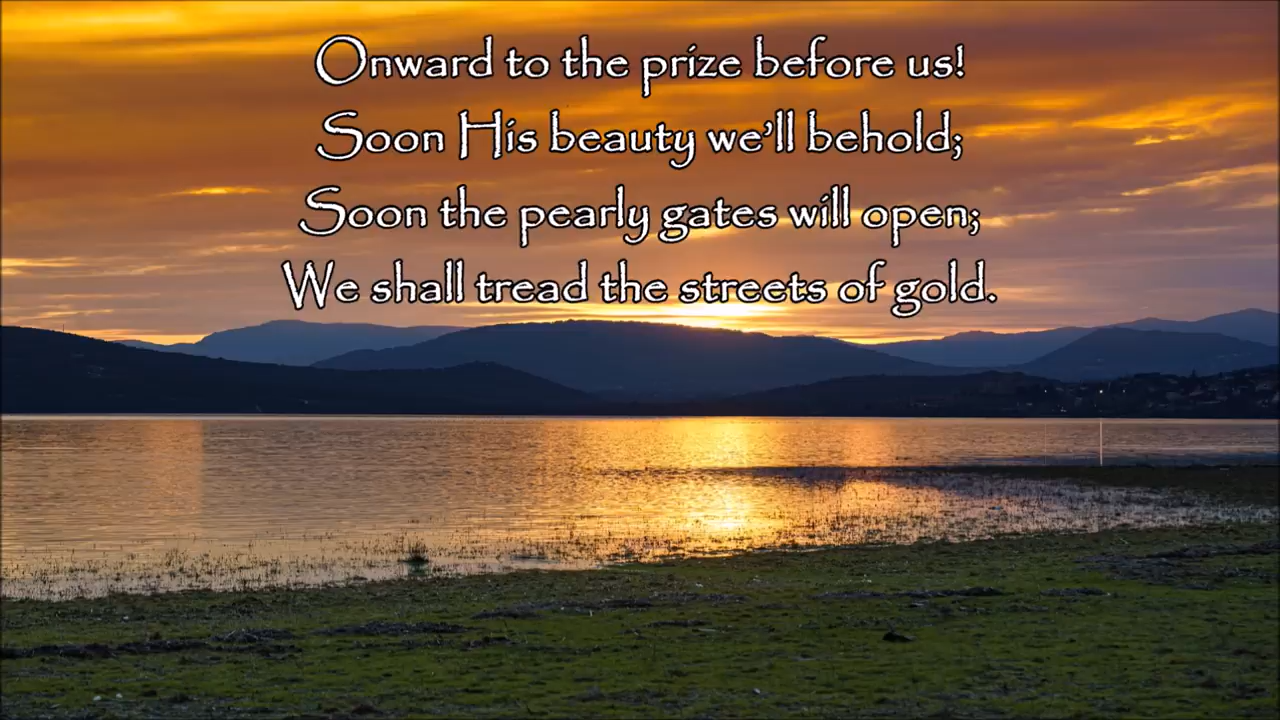 Onward to the prize before us!
Soon His beauty we’ll behold;
Soon the pearly gates will open;
We shall tread the streets of gold.